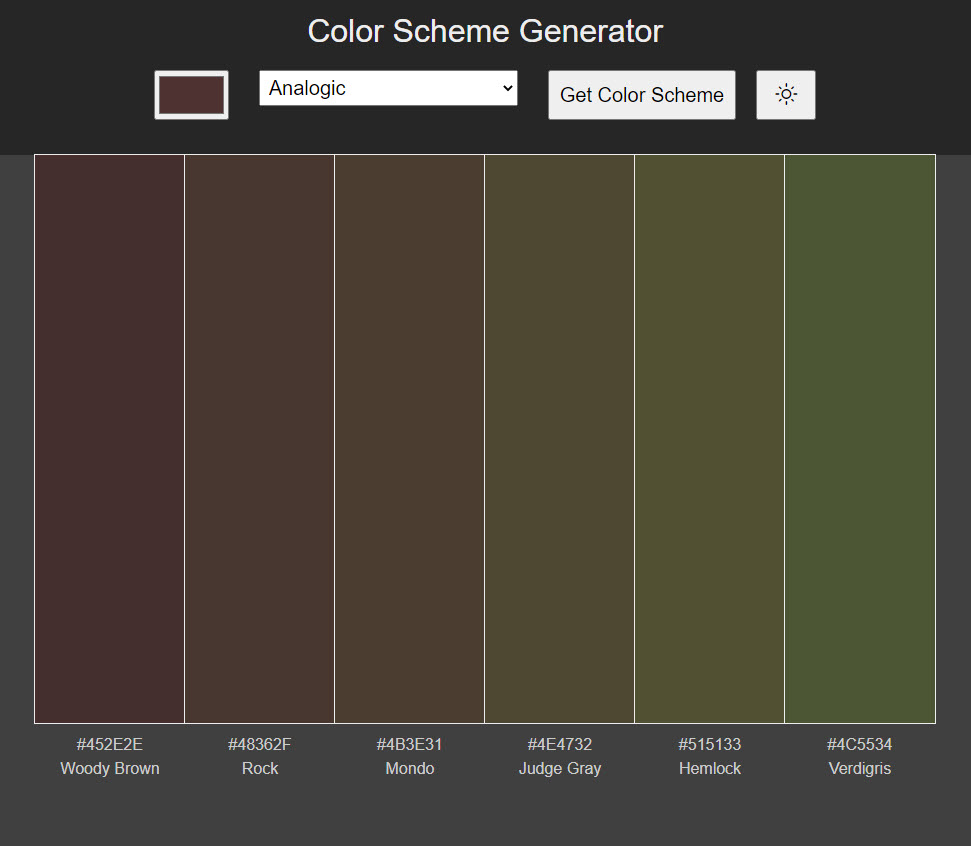 Color Scheme Generator
Analogic
Get Color Scheme
#452E2E
Woody Brown
#48362F
Rock
#4B3E31
Mondo
#4E4732
Judge Gray
#515133
Hemlock
#4C5534
Verdigris